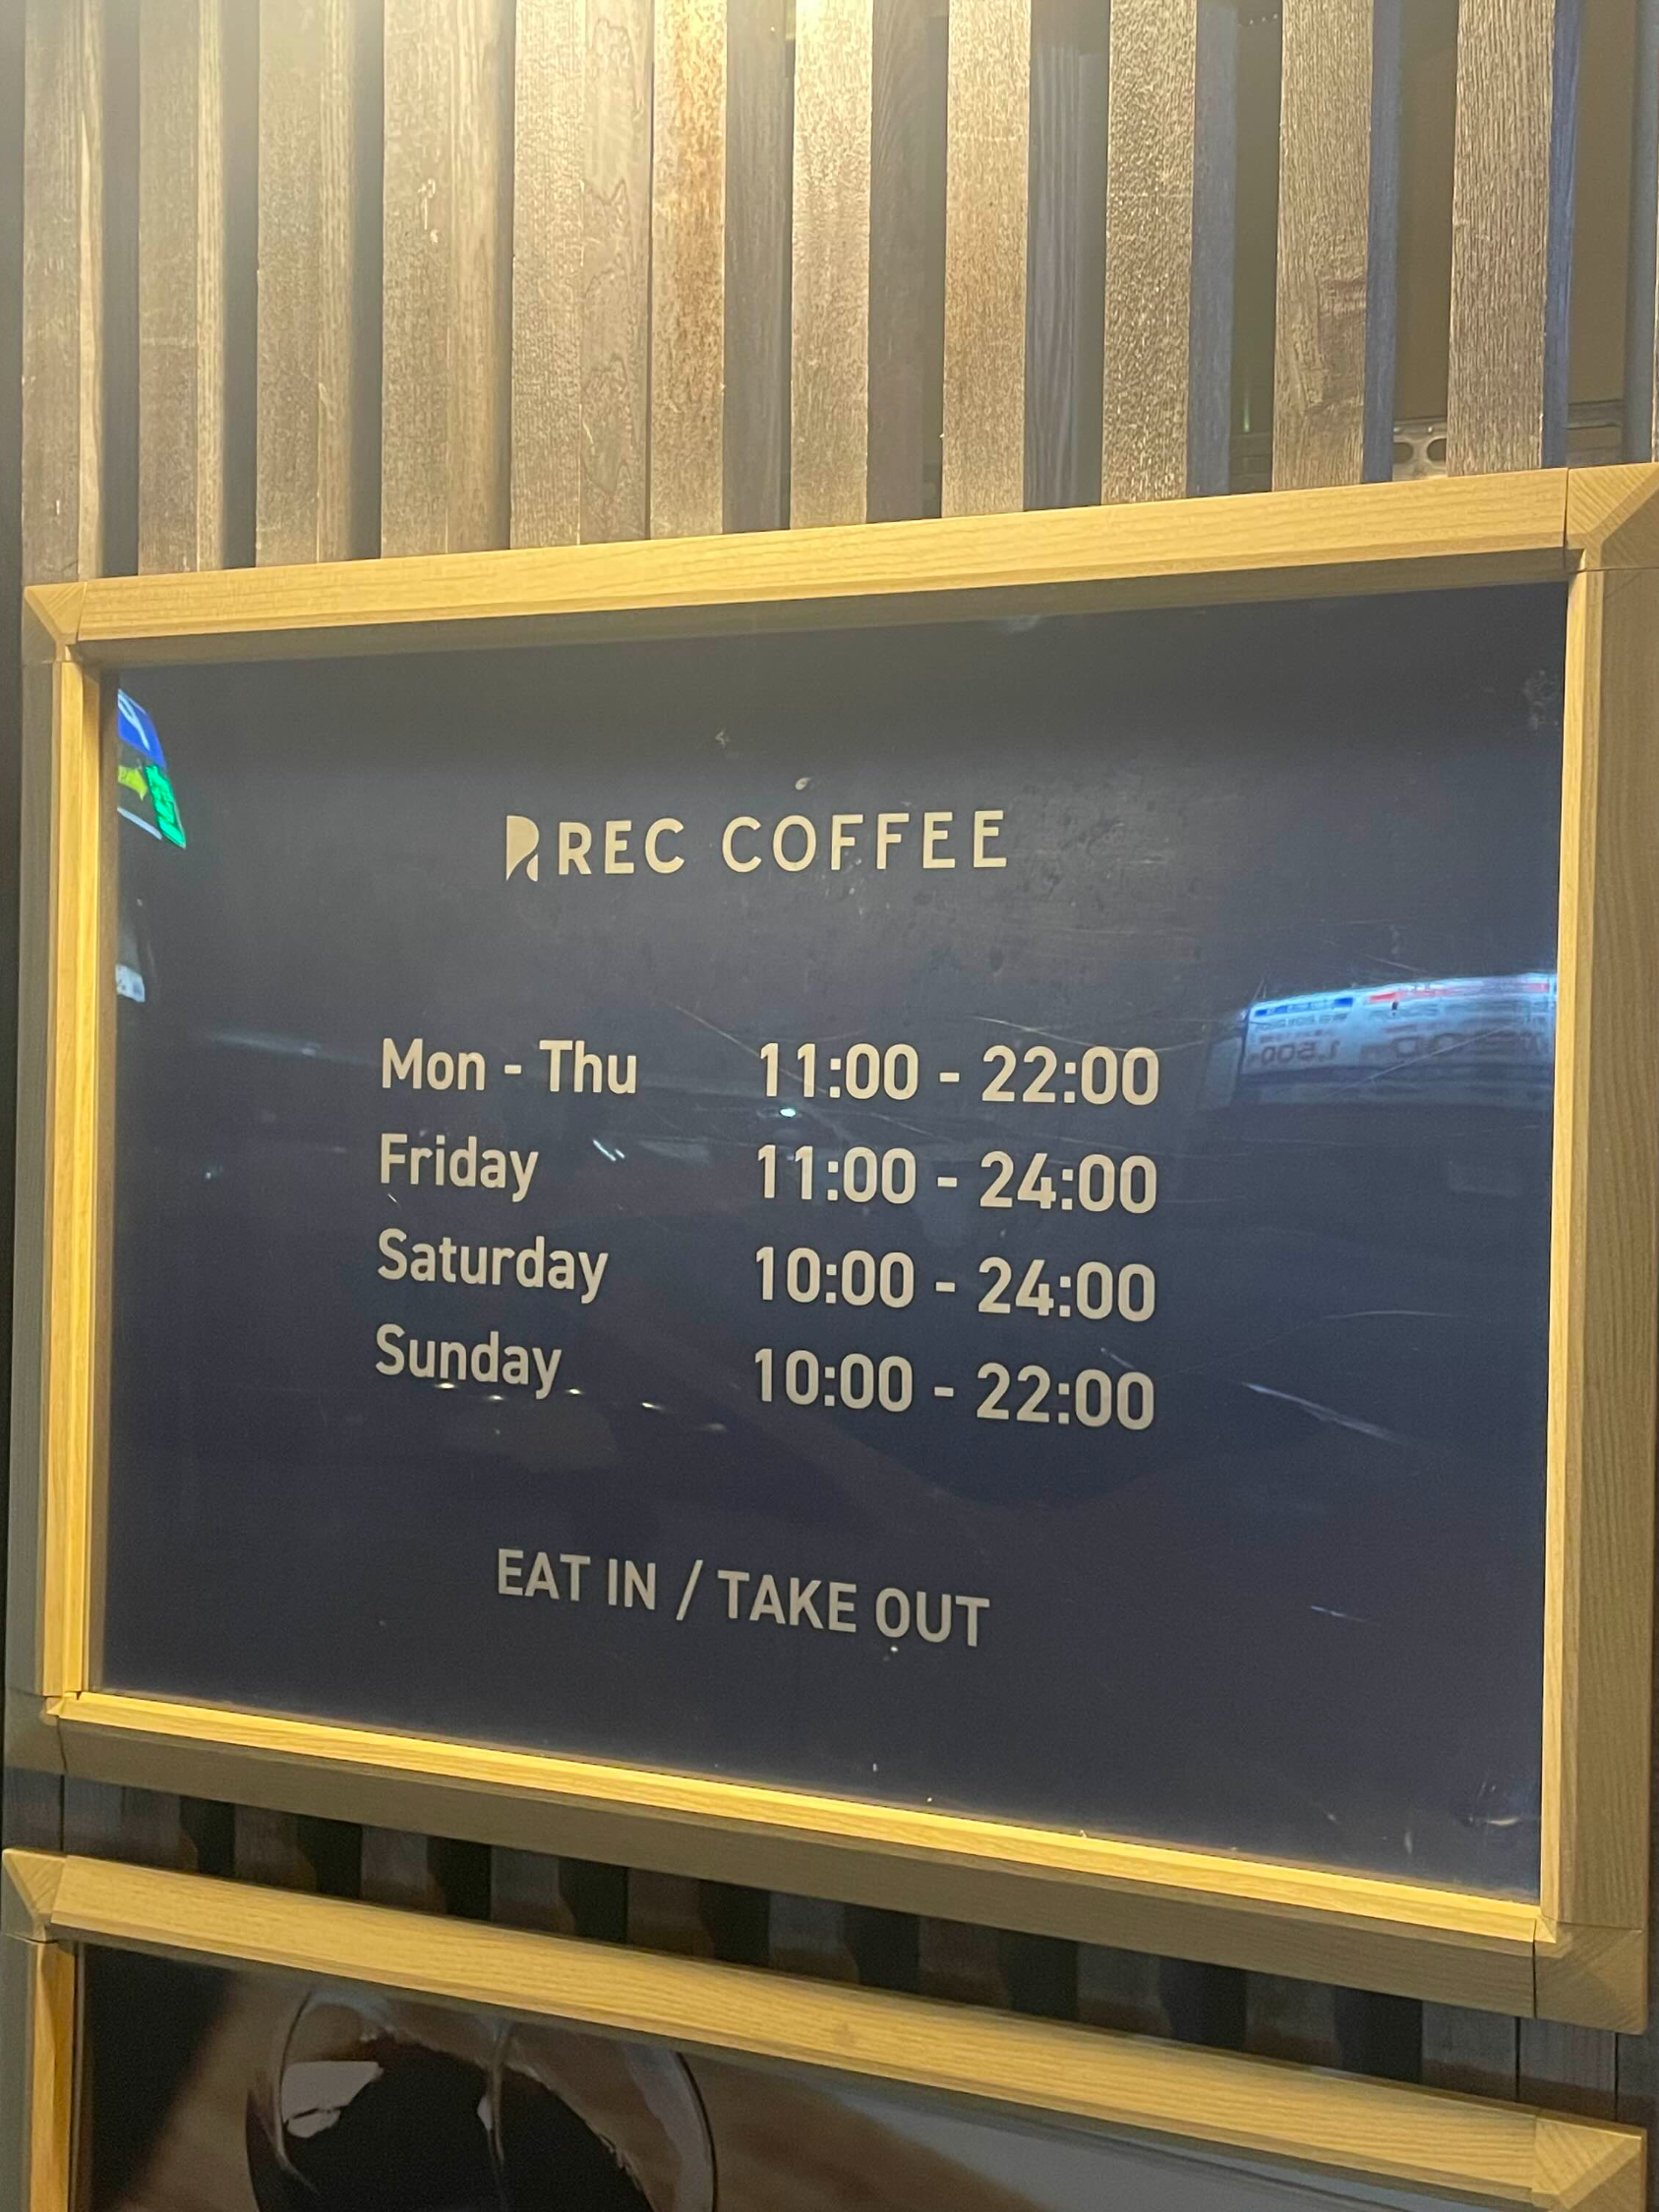 REC COFFEE
Mon - Thu 11:00 - 22:00
Friday 11:00 - 24:00
Saturday 10:00 - 24:00
Sunday 10:00 - 22:00
EAT IN / TAKE OUT